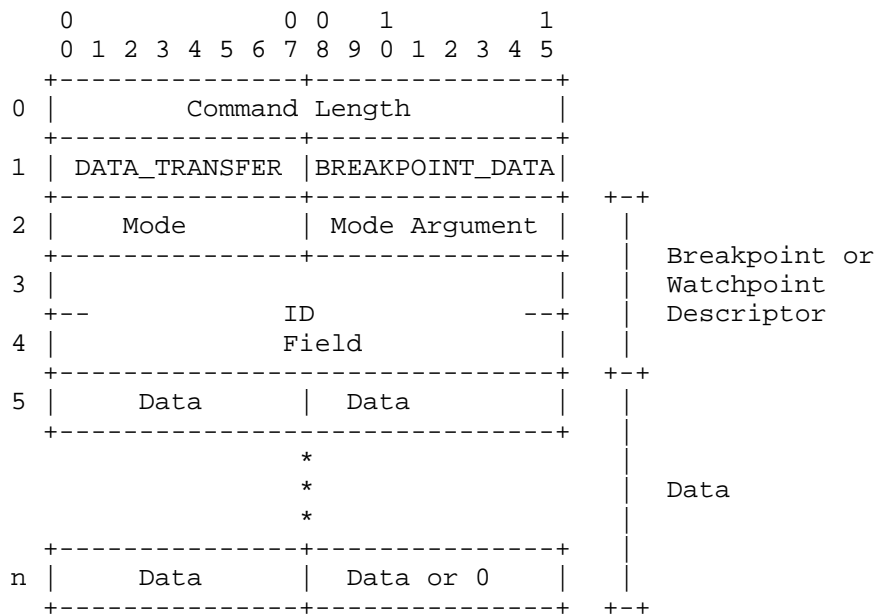 0 0 0 1 1
0 1 2 3 4 5 6 7 8 9 0 1 2 3 4 5
+---------------+---------------+
0 | Command Length |
+---------------+---------------+
1 | DATA_TRANSFER |BREAKPOINT_DATA|
+---------------+---------------+ +-+
2 | Mode | Mode Argument | |
+---------------+---------------+ | Breakpoint or
3 | | | Watchpoint
+-- ID --+ | Descriptor
4 | Field | |
+-------------------------------+ +-+
5 | Data | Data | |
+-------------------------------+ |
* |
* | Data
* |
+---------------+---------------+ |
n | Data | Data or 0 | |
+---------------+---------------+ +-+